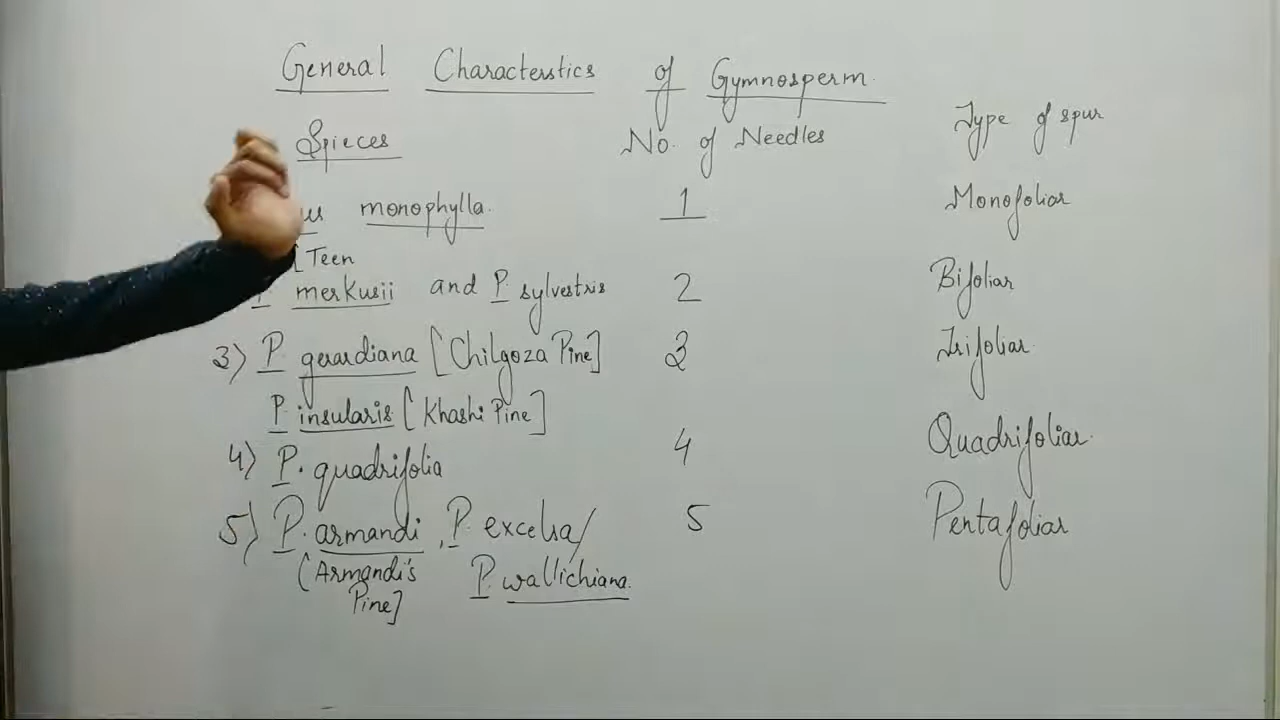 General Characterstics of Gymnosperm.
Spieces No. of Needles Type of spur
monophylla. 1 Monofoliar
[Teen
merkusii and P. sylvestris 2 Bifoliar
3) P. gerardiana [Chilgoza Pine] 3 Trifoliar
P. insularis [Khashi Pine]
4) P. quadrifolia 4 Quadrifoliar.
5) P. armandi, P. excelsa/ 5 Pentafoliar
(Armandi's P. wallichiana.
Pine]